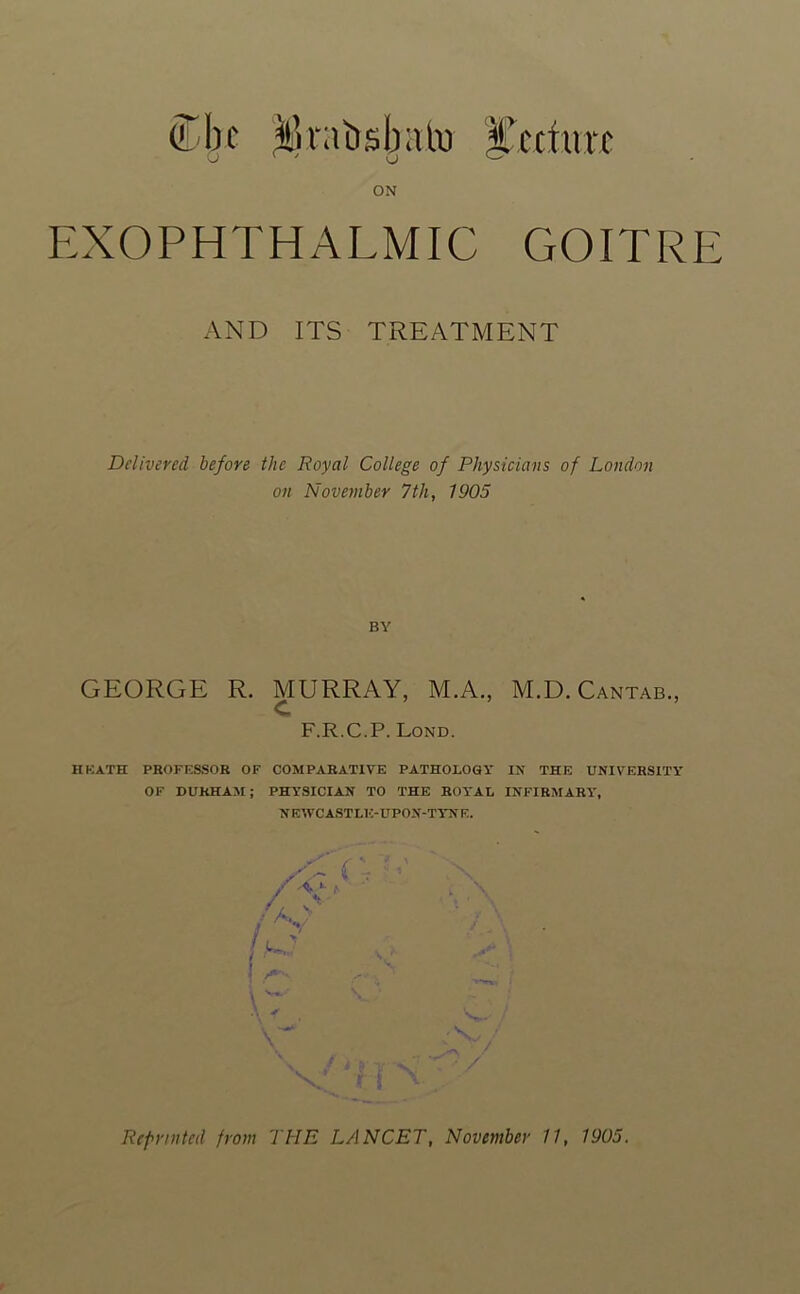 The Bradshaw Lecture
ON
EXOPHTHALMIC GOITRE
AND ITS TREATMENT
Delivered before the Royal College of Physicians of London
on November 7th, 1905
BY
GEORGE R. MURRAY, M.A., M.D. CANTAB.,
F.R.C.P. LOND.
HEATH PROFESSOR OF COMPARATIVE PATHOLOGY IN THE UNIVERSITY
OF DURHAM; PHYSICIAN TO THE ROYAL INFIRMARY,
NEWCASTLE-UPON-TYNE.
Reprinted from THE LANCET, November 11, 1905.